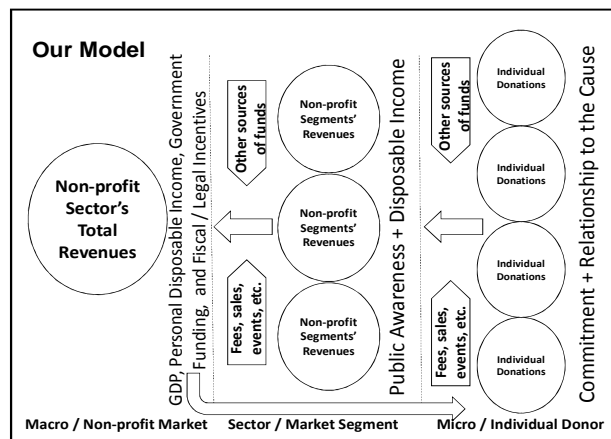 Our Model
Non-profit
Sector's
Total
Revenues
GDP, Personal Disposable Income, Government
Funding, and Fiscal / Legal Incentives
Other sources
of funds
Fees, sales,
events, etc.
Non-profit
Segments'
Revenues
Non-profit
Segments'
Revenues
Non-profit
Segments'
Revenues
Public Awareness + Disposable Income
Other sources
of funds
Fees, sales,
events, etc.
Individual
Donations
Individual
Donations
Individual
Donations
Individual
Donations
Commitment + Relationship to the Cause
Macro / Non-profit Market
Sector / Market Segment
Micro / Individual Donor